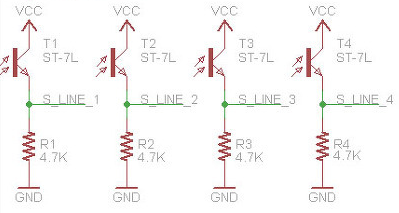 VCC VCC VCC VCC
T1 T2 T3 T4
ST-7L ST-7L ST-7L ST-7L
S_LINE_1 S_LINE_2 S_LINE_3 S_LINE_4
R1 R2 R3 R4
4.7K 4.7K 4.7K 4.7K
GND GND GND GND